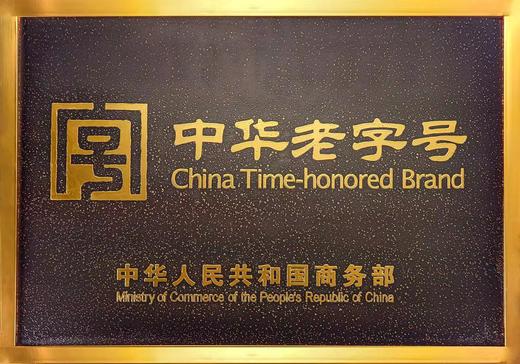 中华老字号
China Time-honored Brand
中华人民共和国商务部
Ministry of Commerce of the People's Republic of China